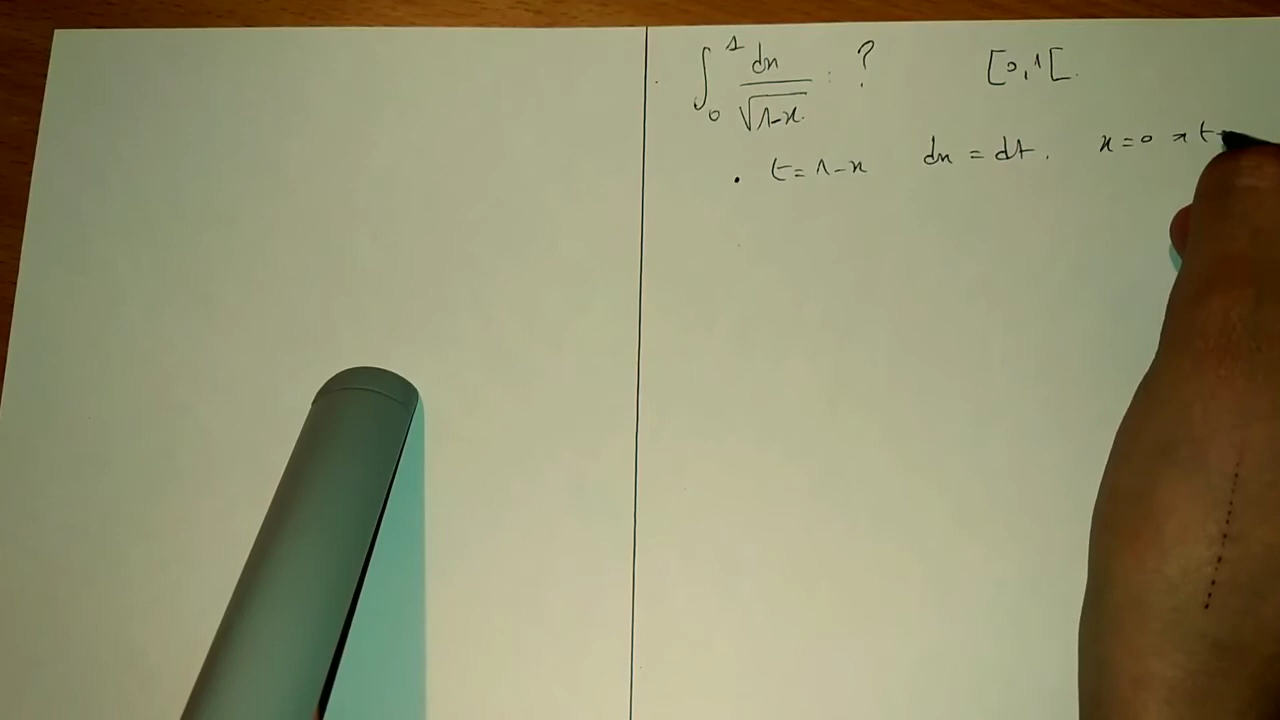 ∫₀¹ dx/√(1-x) : ? [0,1[.
. t = 1-x dx = dt. x=0 ⇒ t=